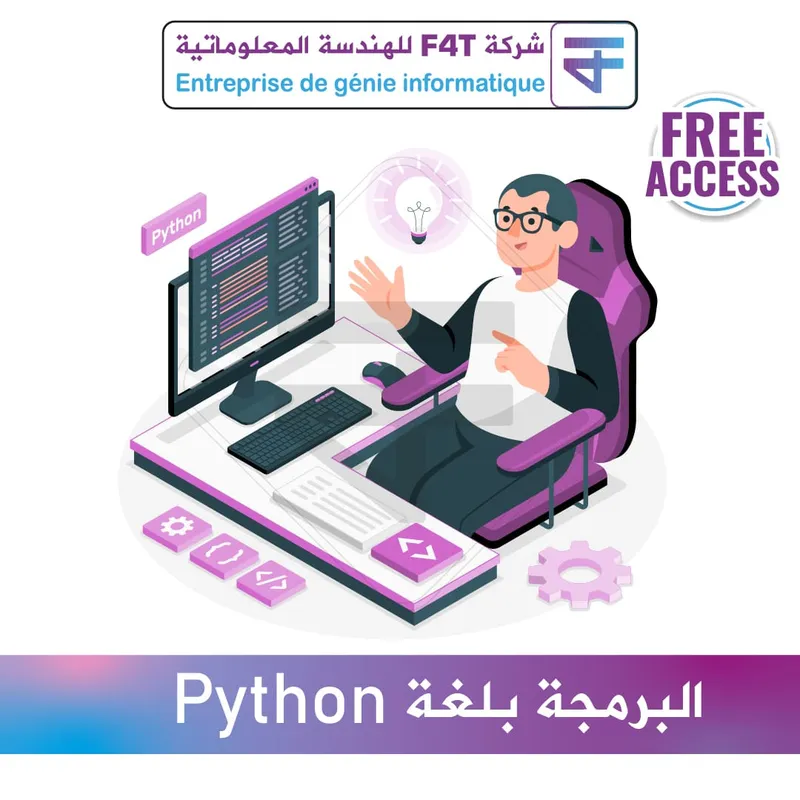 شركة F4T للهندسة المعلوماتية
Entreprise de génie informatique
FREE
ACCESS
Python
البرمجة بلغة Python